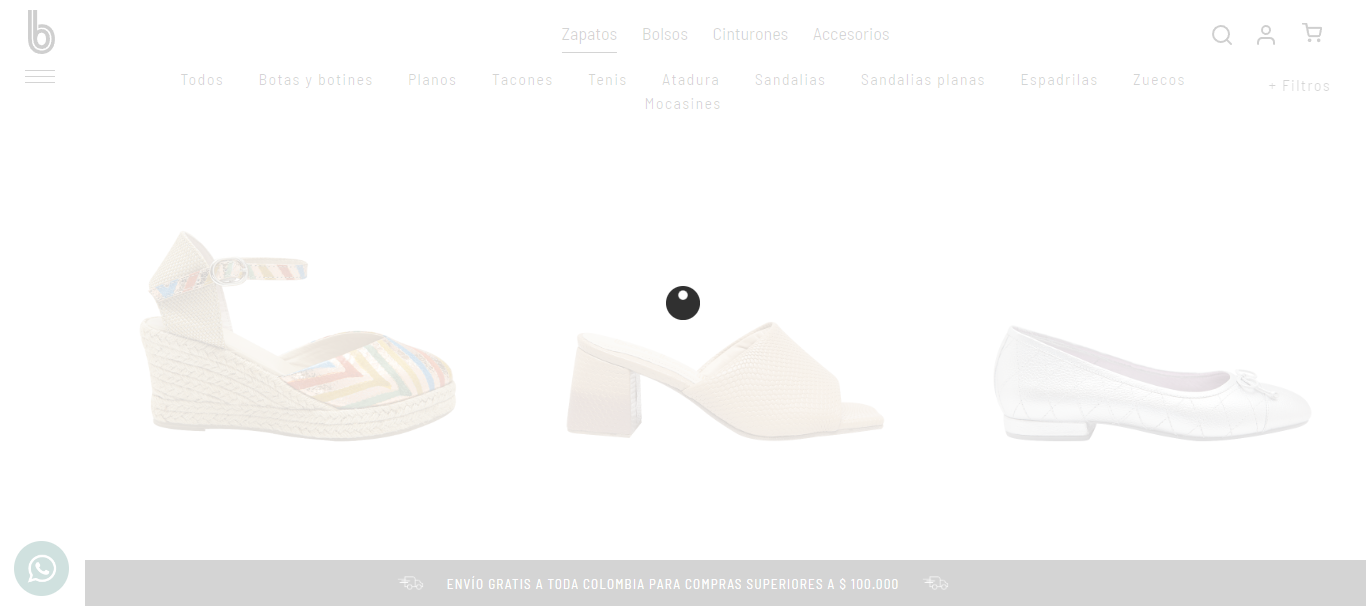 b
Zapatos Bolsos Cinturones Accesorios
Todos Botas y botines Planos Tacones Tenis Atadura Sandalias Sandalias planas Espadrilas Zuecos
Mocasines
+ Filtros
ENVÍO GRATIS A TODA COLOMBIA PARA COMPRAS SUPERIORES A $ 100.000